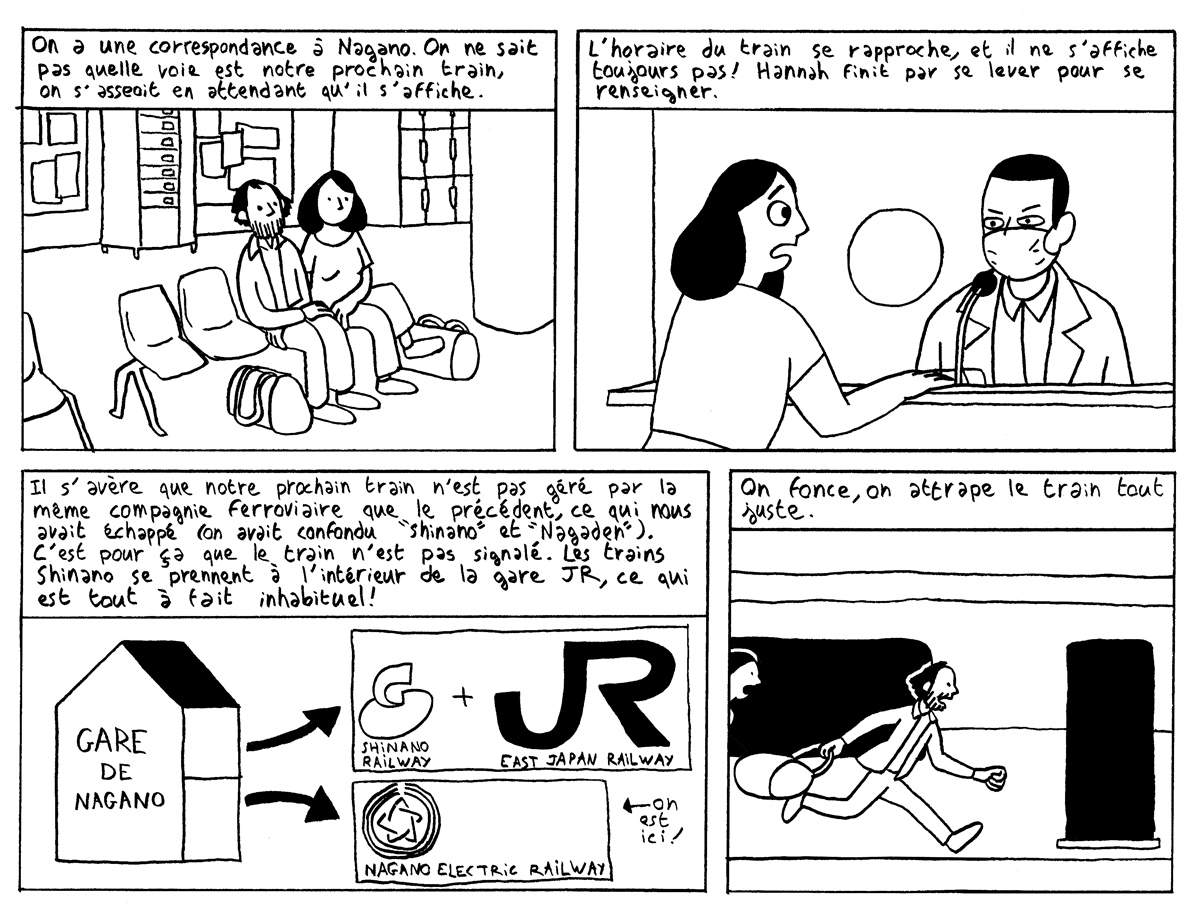 On a une correspondance à Nagano. On ne sait
pas quelle voie est notre prochain train,
on s'asseoit en attendant qu'il s'affiche.
L'horaire du train se rapproche, et il ne s'affiche
toujours pas! Hannah finit par se lever pour se
renseigner.
Il s'avère que notre prochain train n'est pas géré par la
même compagnie ferroviaire que le précédent, ce qui nous
avait échappé (on avait confondu "Shinano" et "Nagaden").
C'est pour ça que le train n'est pas signalé. Les trains
Shinano se prennent à l'intérieur de la gare JR, ce qui
est tout à fait inhabituel!
GARE
DE
NAGANO
+
JR
SHINANO
RAILWAY
EAST JAPAN RAILWAY
NAGANO ELECTRIC RAILWAY
on
est
ici!
On fonce, on attrape le train tout
juste.